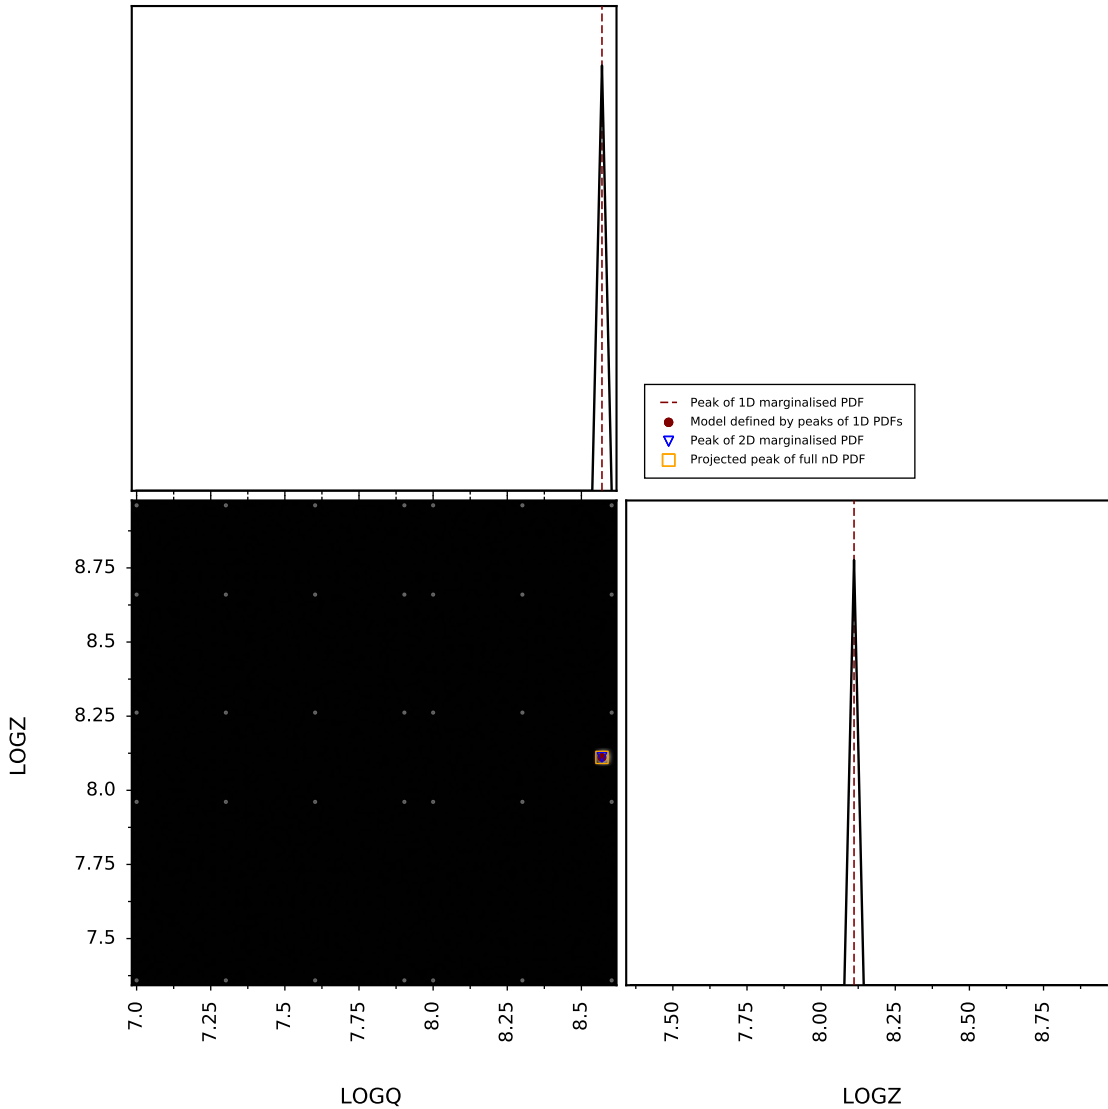 Peak of 1D marginalised PDF
Model defined by peaks of 1D PDFs
Peak of 2D marginalised PDF
Projected peak of full nD PDF
LOGZ
8.75
8.5
8.25
8.0
7.75
7.5
7.0 7.25 7.5 7.75 8.0 8.25 8.5
7.50 7.75 8.00 8.25 8.50 8.75
LOGQ
LOGZ